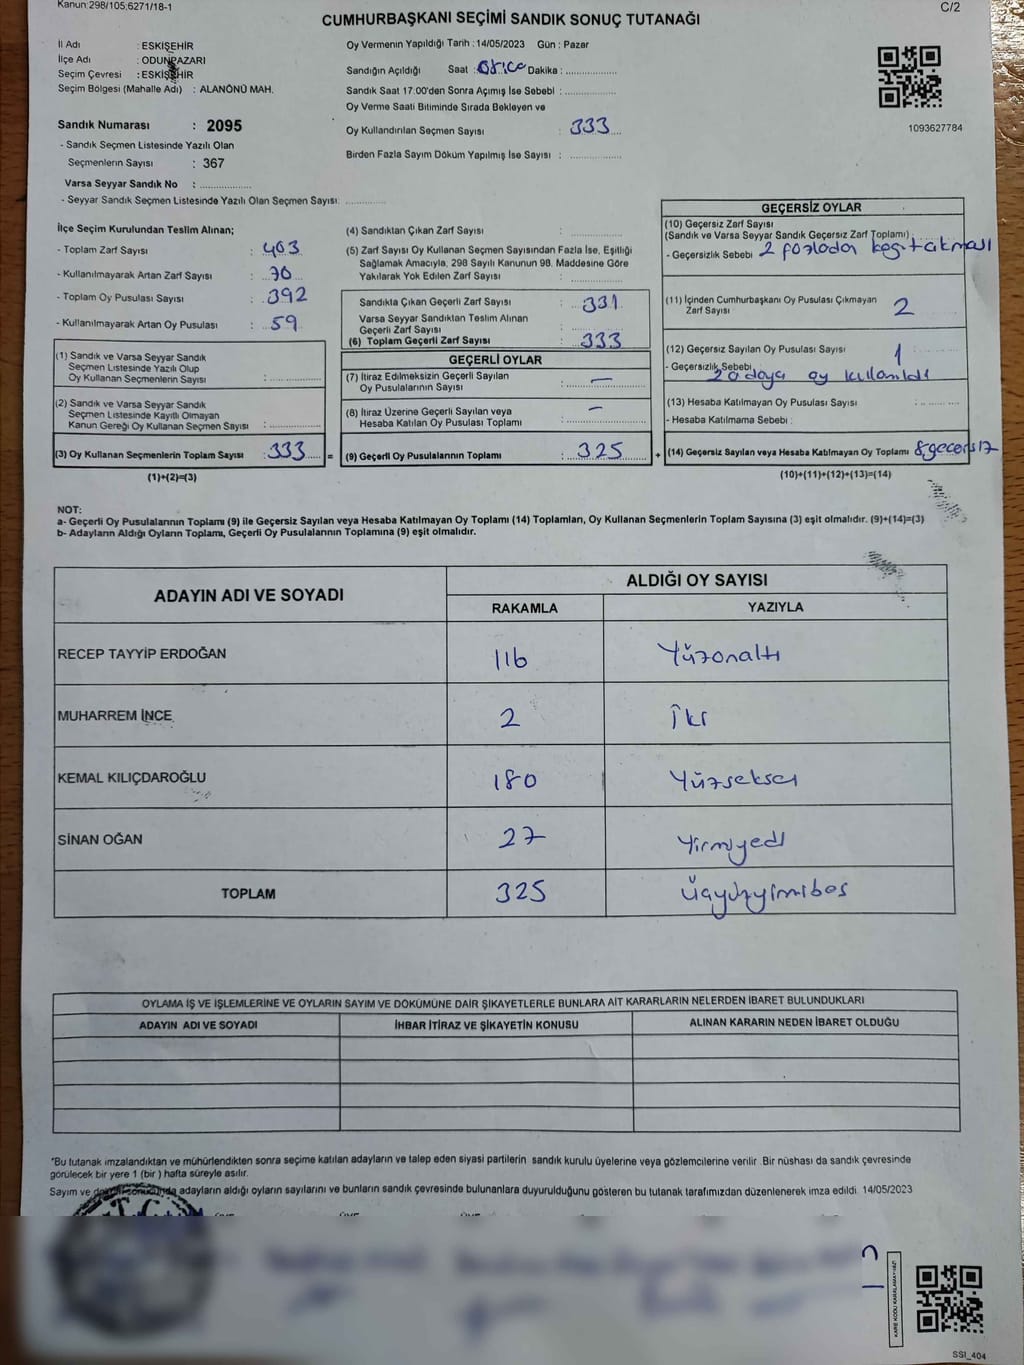 Kanun:298/105;6271/18-1
C/2
CUMHURBAŞKANI SEÇİMİ SANDIK SONUÇ TUTANAĞI
İl Adı : ESKİŞEHİR
İlçe Adı : ODUNPAZARI
Seçim Çevresi : ESKİŞEHİR
Seçim Bölgesi (Mahalle Adı) : ALANÖNÜ MAH.
Sandık Numarası : 2095
- Sandık Seçmen Listesinde Yazılı Olan
Seçmenlerin Sayısı : 367
Varsa Seyyar Sandık No : ................
- Seyyar Sandık Seçmen Listesinde Yazılı Olan Seçmen Sayısı: ............
Oy Vermenin Yapıldığı Tarih : 14/05/2023 Gün : Pazar
Sandığın Açıldığı Saat : Dakika : ................
Sandık Saat 17:00'den Sonra Açımış İse Sebebi : ................
Oy Verme Saati Bitiminde Sırada Bekleyen ve
Oy Kullandırılan Seçmen Sayısı : 333
Birden Fazla Sayım Döküm Yapılmış İse Sayısı : ................
1093627784
İlçe Seçim Kurulundan Teslim Alınan;
- Toplam Zarf Sayısı : 403
- Kullanılmayarak Artan Zarf Sayısı : 70
- Toplam Oy Pusulası Sayısı : 392
- Kullanılmayarak Artan Oy Pusulası : 59
(1) Sandık ve Varsa Seyyar Sandık
Seçmen Listesinde Yazılı Olup
Oy Kullanan Seçmenlerin Sayısı : ................
(2) Sandık ve Varsa Seyyar Sandık
Seçmen Listesinde Kayıtlı Olmayan
Kanun Gereği Oy Kullanan Seçmen Sayısı : ................
(3) Oy Kullanan Seçmenlerin Toplam Sayısı : 333 =
(1)+(2)=(3)
(4) Sandıktan Çıkan Zarf Sayısı : ................
(5) Zarf Sayısı Oy Kullanan Seçmen Sayısından Fazla İse, Eşitliği
Sağlamak Amacıyla, 298 Sayılı Kanunun 98. Maddesine Göre
Yakılarak Yok Edilen Zarf Sayısı : ................
Sandıkta Çıkan Geçerli Zarf Sayısı : 331
Varsa Seyyar Sandıktan Teslim Alınan
Geçerli Zarf Sayısı : ................
(6) Toplam Geçerli Zarf Sayısı : 333
GEÇERLİ OYLAR
(7) İtiraz Edilmeksizin Geçerli Sayılan
Oy Pusulalarının Sayısı : —
(8) İtiraz Üzerine Geçerli Sayılan veya
Hesaba Katılan Oy Pusulası Toplamı : —
(9) Geçerli Oy Pusulalarının Toplamı : 325 +
GEÇERSİZ OYLAR
(10) Geçersiz Zarf Sayısı
(Sandık ve Varsa Seyyar Sandık Geçersiz Zarf Toplamı) :
- Geçersizlik Sebebi 2
(11) İçinden Cumhurbaşkanı Oy Pusulası Çıkmayan
Zarf Sayısı : 2
(12) Geçersiz Sayılan Oy Pusulası Sayısı : 1
- Geçersizlik Sebebi
2 adaya oy kullanıldı
(13) Hesaba Katılmayan Oy Pusulası Sayısı : ................
- Hesaba Katılmama Sebebi :
(14) Geçersiz Sayılan veya Hesaba Katılmayan Oy Toplamı 8 geçersiz
(10)+(11)+(12)+(13)=(14)
NOT:
a- Geçerli Oy Pusulalarının Toplamı (9) ile Geçersiz Sayılan veya Hesaba Katılmayan Oy Toplamı (14) Toplamları, Oy Kullanan Seçmenlerin Toplam Sayısına (3) eşit olmalıdır. (9)+(14)=(3)
b- Adayların Aldığı Oyların Toplamı, Geçerli Oy Pusulalarının Toplamına (9) eşit olmalıdır.
ADAYIN ADI VE SOYADI
ALDIĞI OY SAYISI
RAKAMLA YAZIYLA
RECEP TAYYİP ERDOĞAN 116 Yüzonaltı
MUHARREM İNCE 2 İki
KEMAL KILIÇDAROĞLU 180 Yüzseksen
SİNAN OĞAN 27 Yirmiyedi
TOPLAM 325 Üçyüzyirmibeş
OYLAMA İŞ VE İŞLEMLERİNE VE OYLARIN SAYIM VE DÖKÜMÜNE DAİR ŞİKAYETLERLE BUNLARA AİT KARARLARIN NELERDEN İBARET BULUNDUKLARI
ADAYIN ADI VE SOYADI İHBAR İTİRAZ VE ŞİKAYETİN KONUSU ALINAN KARARIN NEDEN İBARET OLDUĞU
*Bu tutanak imzalandıktan ve mühürlendikten sonra seçime katılan adayların ve talep eden siyasi partilerin sandık kurulu üyelerine veya gözlemcilerine verilir. Bir nüshası da sandık çevresinde
görülecek bir yere 1 (bir ) hafta süreyle asılır.
Sayım ve döküm sonucunda adayların aldığı oyların sayılarını ve bunların sandık çevresinde bulunanlara duyurulduğunu gösteren bu tutanak tarafımızdan düzenlenerek imza edildi. 14/05/2023
KARE KODU KARALAMAYINIZ!
SSI_404